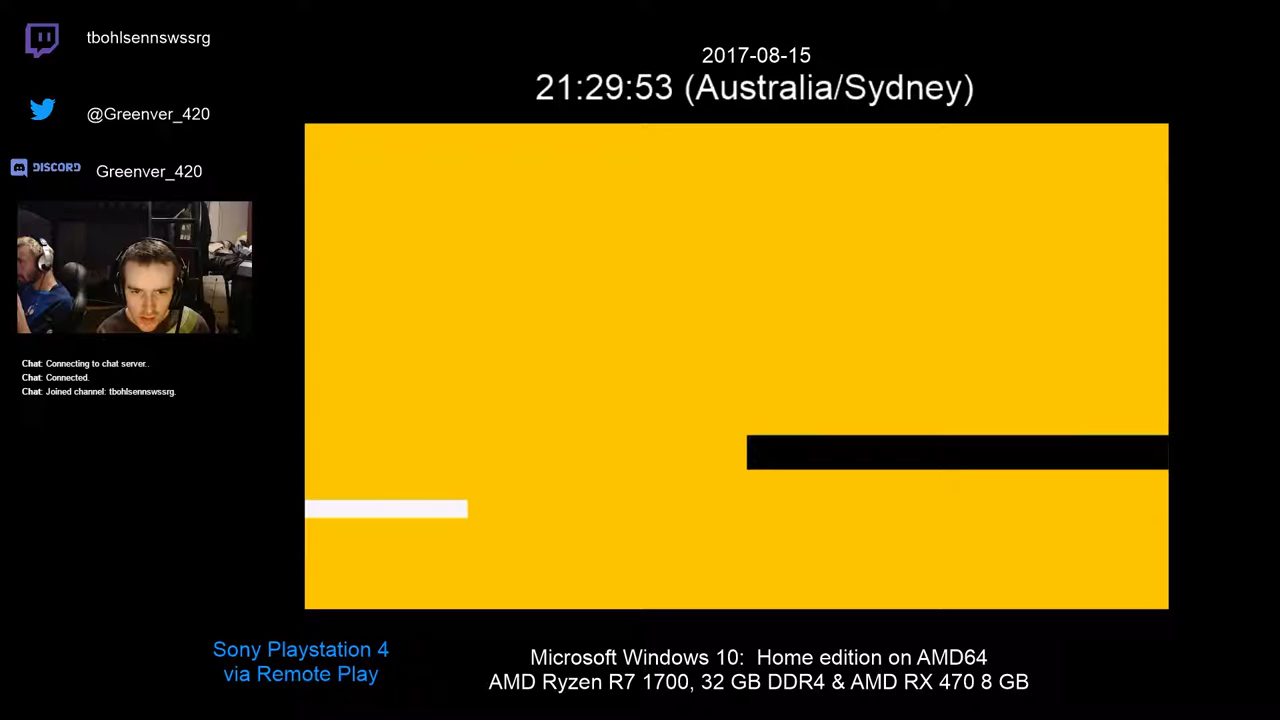 tbohlsennswssrg
@Greenver_420
DISCORD
Greenver_420
Chat: Connecting to chat server..
Chat: Connected.
Chat: Joined channel: tbohlsennswssrg.
2017-08-15
21:29:53 (Australia/Sydney)
Sony Playstation 4
via Remote Play
Microsoft Windows 10:  Home edition on AMD64
AMD Ryzen R7 1700, 32 GB DDR4 & AMD RX 470 8 GB